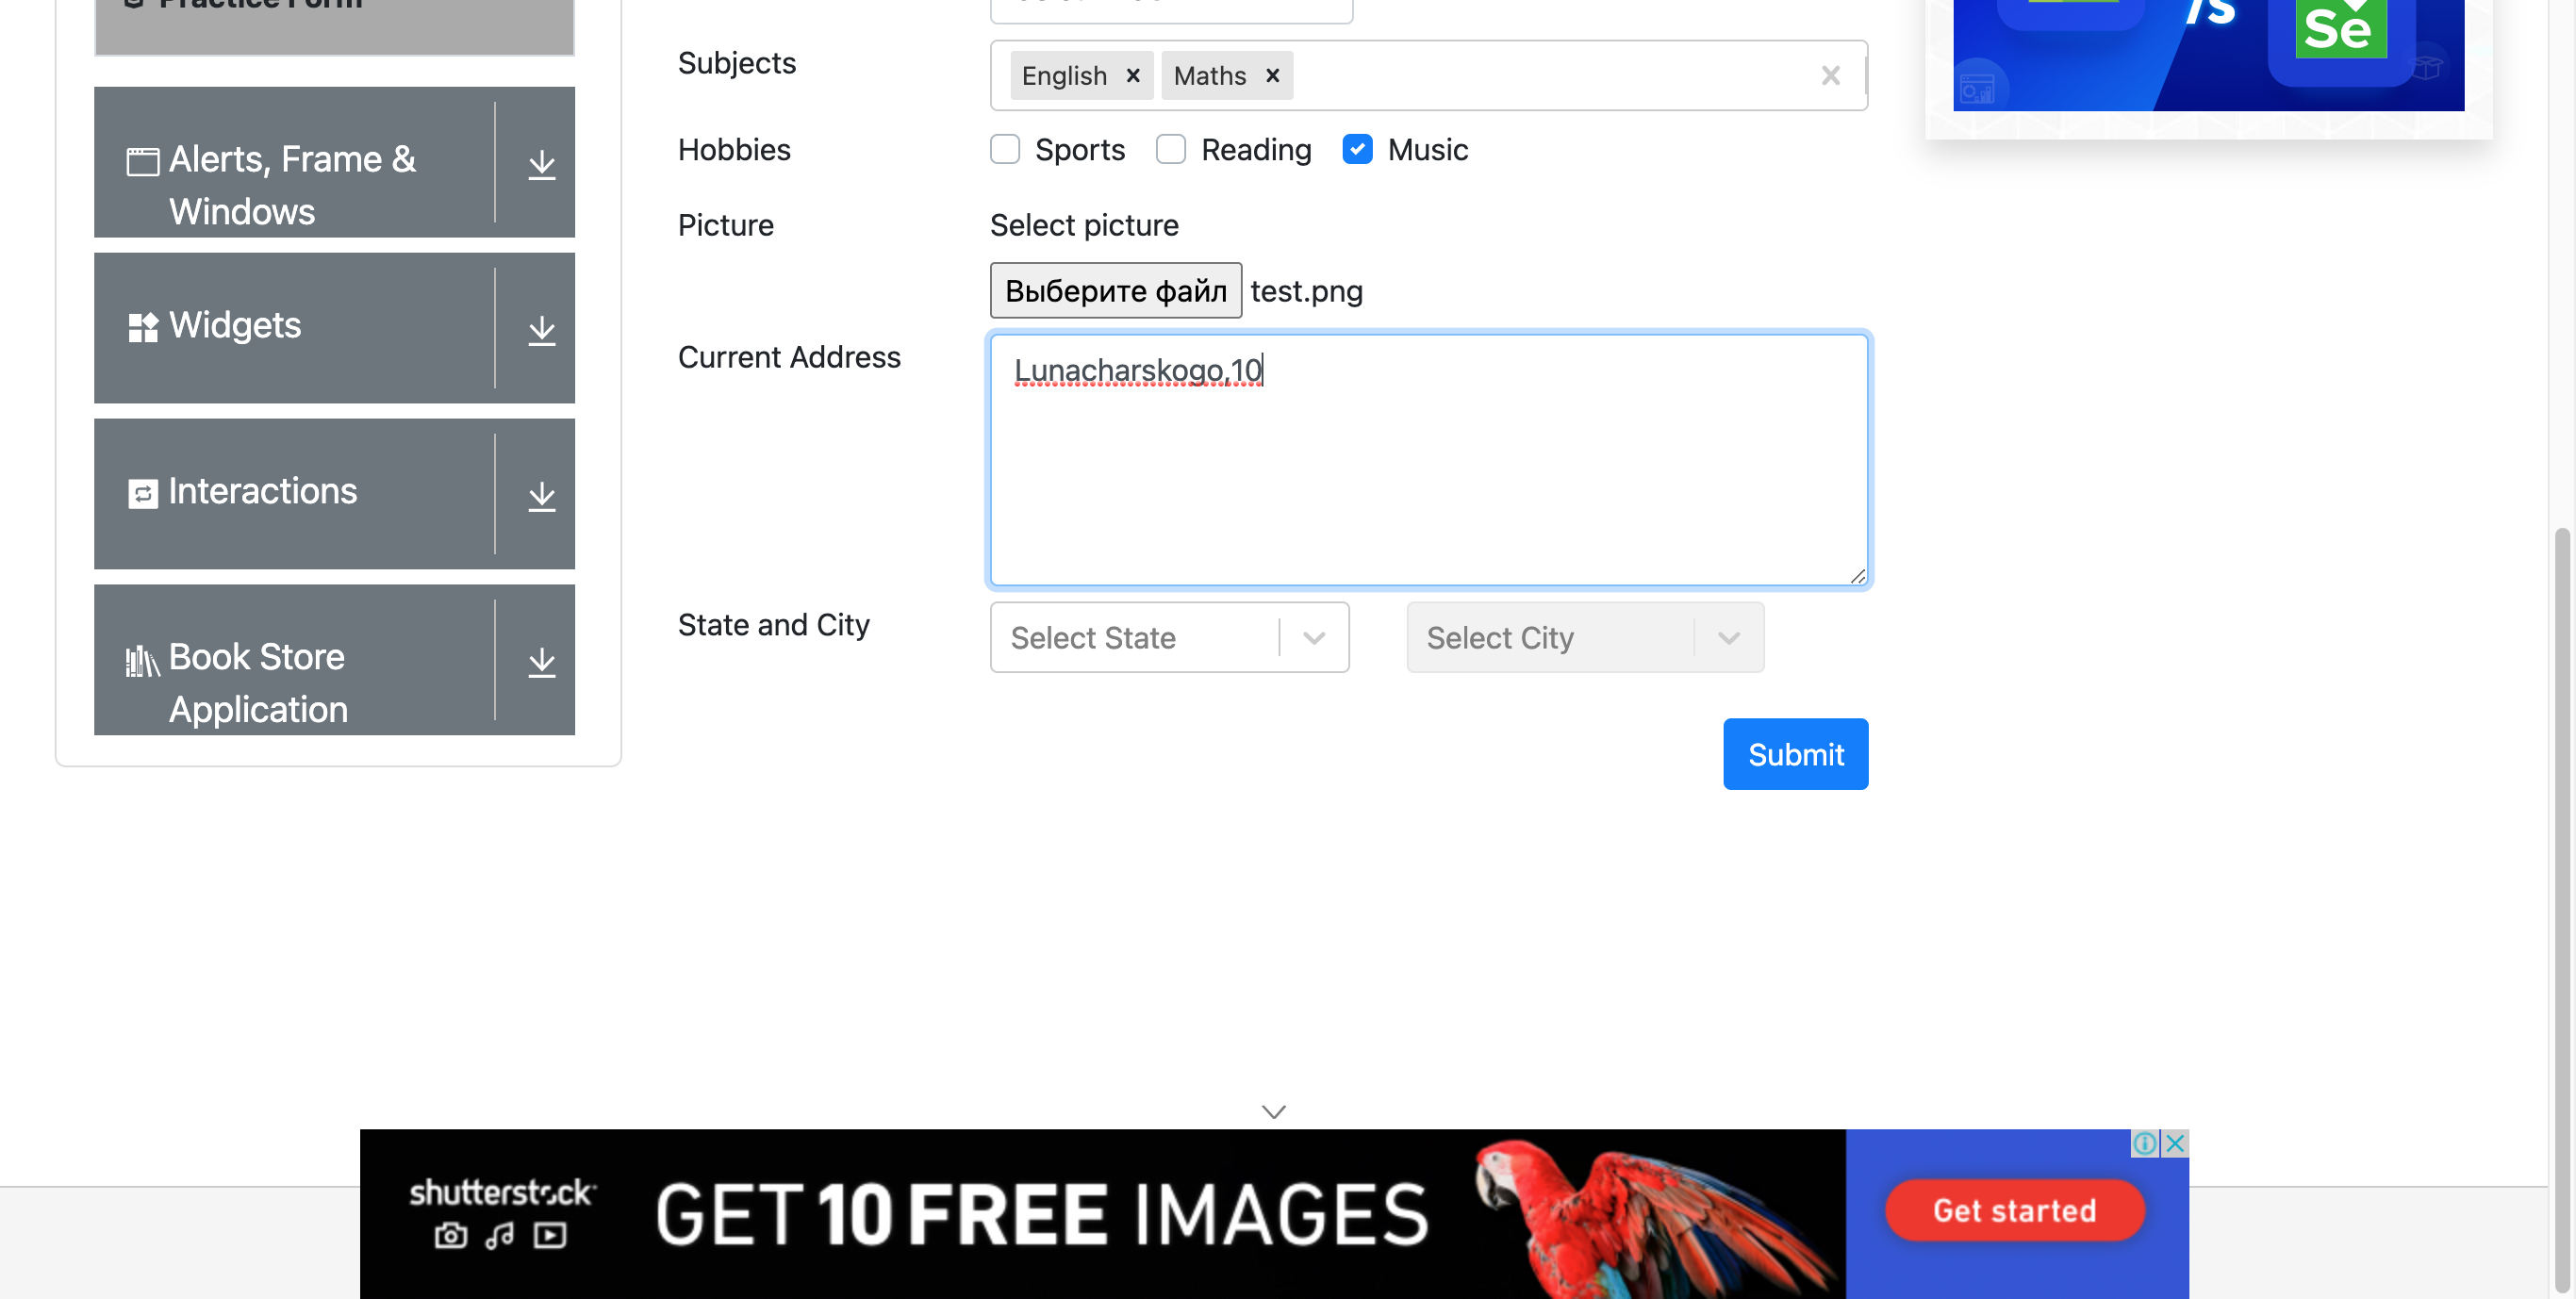 Practice Form
Alerts, Frame &
Windows
Widgets
Interactions
Book Store
Application
Subjects
English
Maths
Hobbies
Sports
Reading
Music
Picture
Select picture
Выберите файл test.png
Current Address
Lunacharskogo,10
State and City
Select State
Select City
Submit
Se
shutterstock
GET 10 FREE IMAGES
Get started